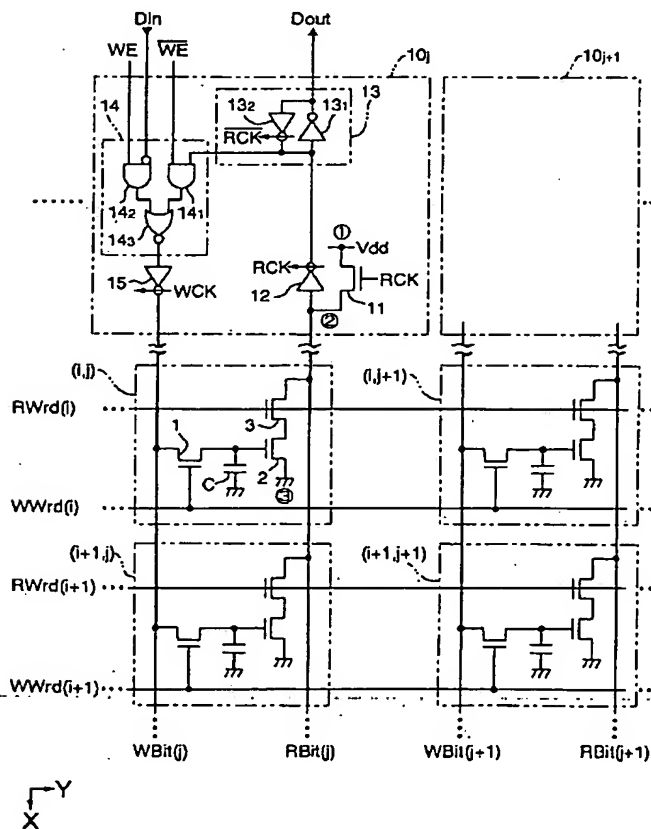 Din Dout
WE W̅E̅ 10j 10j+1
14 13₂ 13₁ 13
R̅C̅K̅
14₂ 14₁
14₃ ① Vdd
15 WCK RCK 12 11 RCK
②
(i,j) (i,j+1)
RWrd(i) 3
1
C 2
③
WWrd(i)
(i+1,j) (i+1,j+1)
RWrd(i+1)
WWrd(i+1)
WBit(j) RBit(j) WBit(j+1) RBit(j+1)
Y
X